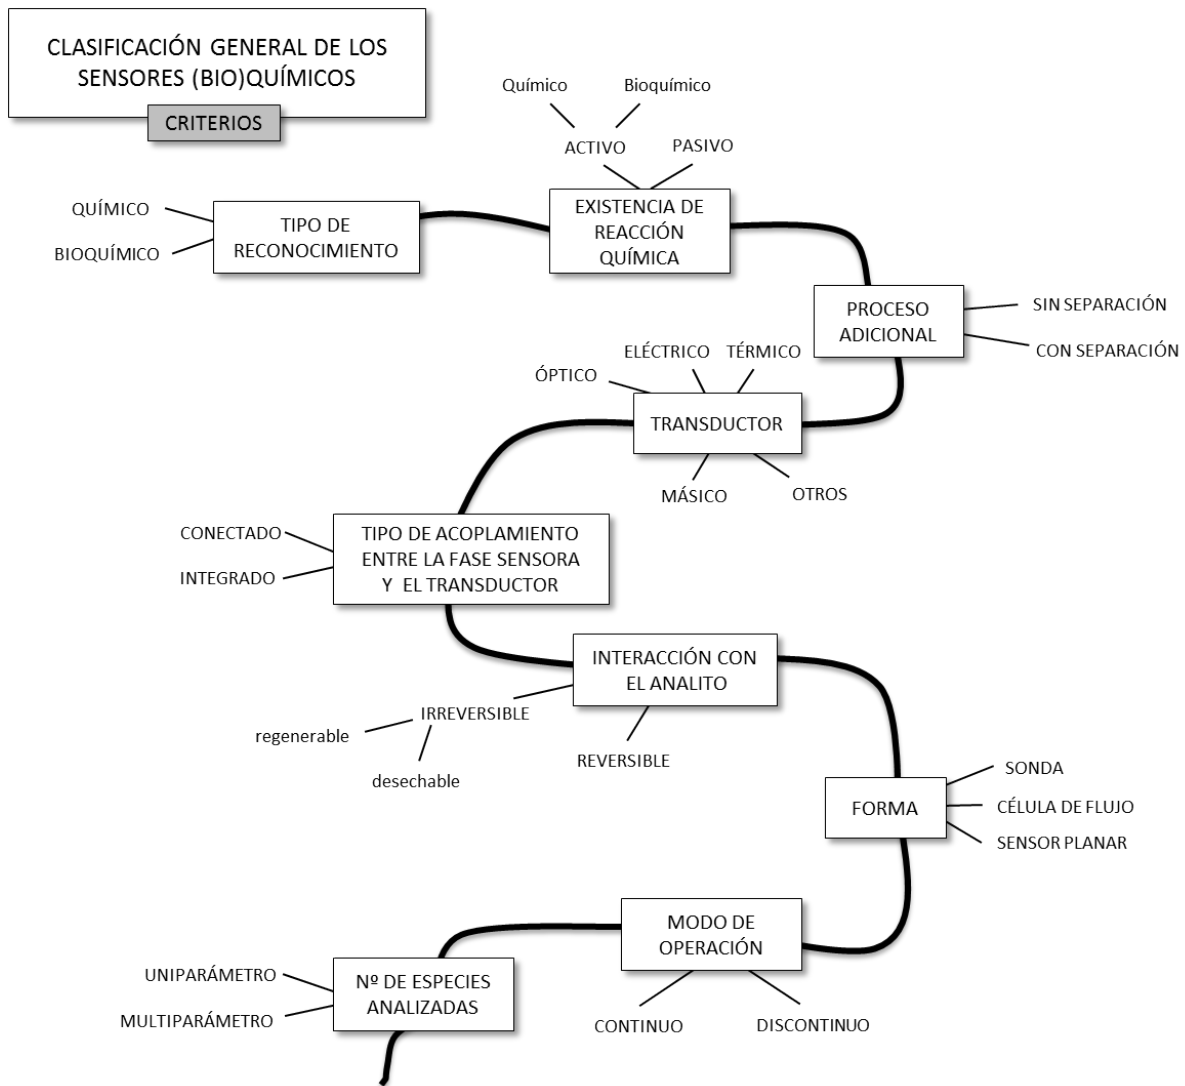 CLASIFICACIÓN GENERAL DE LOS
SENSORES (BIO)QUÍMICOS
CRITERIOS
Químico
Bioquímico
ACTIVO
PASIVO
QUÍMICO
BIOQUÍMICO
TIPO DE
RECONOCIMIENTO
EXISTENCIA DE
REACCIÓN
QUÍMICA
PROCESO
ADICIONAL
SIN SEPARACIÓN
CON SEPARACIÓN
ÓPTICO
ELÉCTRICO
TÉRMICO
TRANSDUCTOR
MÁSICO
OTROS
CONECTADO
INTEGRADO
TIPO DE ACOPLAMIENTO
ENTRE LA FASE SENSORA
Y EL TRANSDUCTOR
INTERACCIÓN CON
EL ANALITO
IRREVERSIBLE
regenerable
desechable
REVERSIBLE
FORMA
SONDA
CÉLULA DE FLUJO
SENSOR PLANAR
MODO DE
OPERACIÓN
CONTINUO
DISCONTINUO
UNIPARÁMETRO
MULTIPARÁMETRO
Nº DE ESPECIES
ANALIZADAS